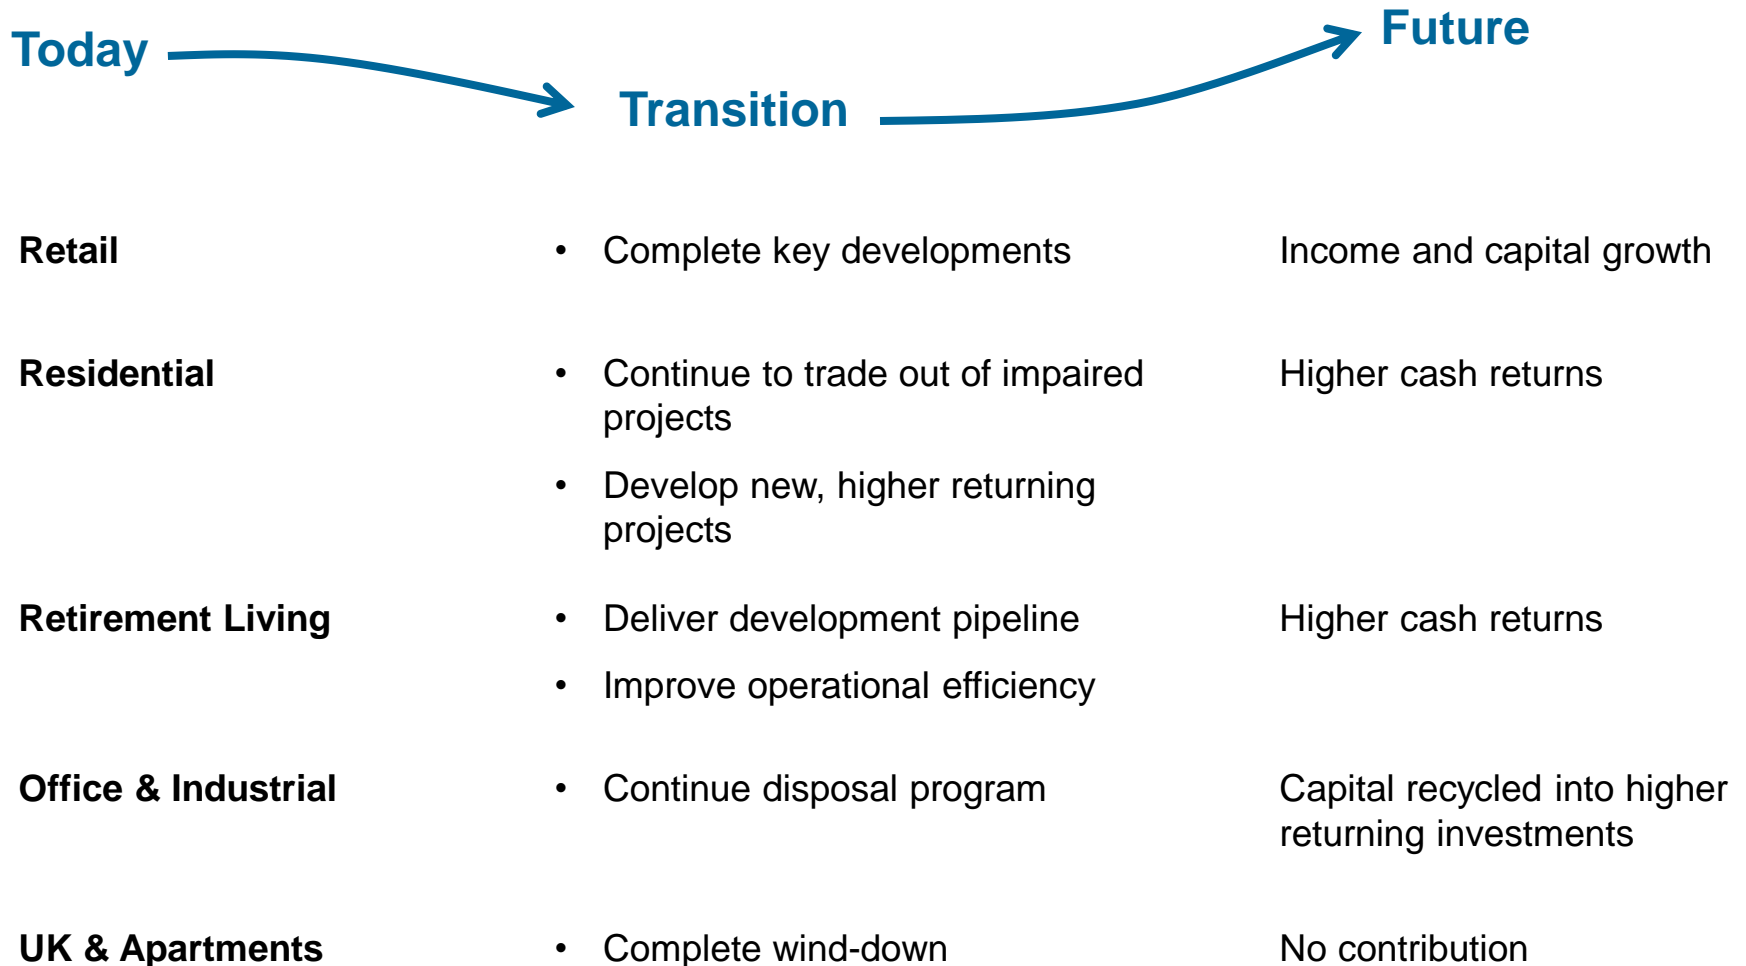 Today
Transition
Future
Retail
• Complete key developments
Income and capital growth
Residential
• Continue to trade out of impaired
projects
• Develop new, higher returning
projects
Higher cash returns
Retirement Living
• Deliver development pipeline
• Improve operational efficiency
Higher cash returns
Office & Industrial
• Continue disposal program
Capital recycled into higher
returning investments
UK & Apartments
• Complete wind-down
No contribution